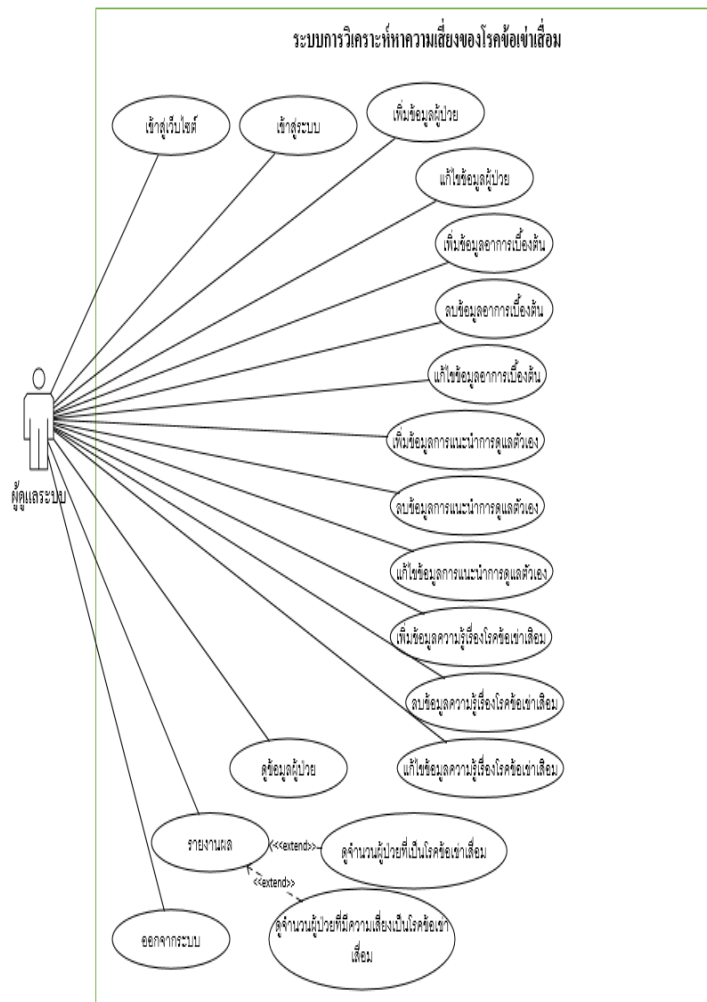 ระบบการวิเคราะห์หาความเสี่ยงของโรคข้อเข่าเสื่อม
เข้าสู่เว็บไซต์
เข้าสู่ระบบ
เพิ่มข้อมูลผู้ป่วย
แก้ไขข้อมูลผู้ป่วย
เพิ่มข้อมูลอาการเบื้องต้น
ลบข้อมูลอาการเบื้องต้น
แก้ไขข้อมูลอาการเบื้องต้น
เพิ่มข้อมูลการแนะนำการดูแลตัวเอง
ผู้ดูแลระบบ
ลบข้อมูลการแนะนำการดูแลตัวเอง
แก้ไขข้อมูลการแนะนำการดูแลตัวเอง
เพิ่มข้อมูลความรู้เรื่องโรคข้อเข่าเสื่อม
ลบข้อมูลความรู้เรื่องโรคข้อเข่าเสื่อม
ดูข้อมูลผู้ป่วย
แก้ไขข้อมูลความรู้เรื่องโรคข้อเข่าเสื่อม
รายงานผล
<<extend>>
ดูจำนวนผู้ป่วยที่เป็นโรคข้อเข่าเสื่อม
<<extend>>
ออกจากระบบ
ดูจำนวนผู้ป่วยที่มีความเสี่ยงเป็นโรคข้อเข่า
เสื่อม